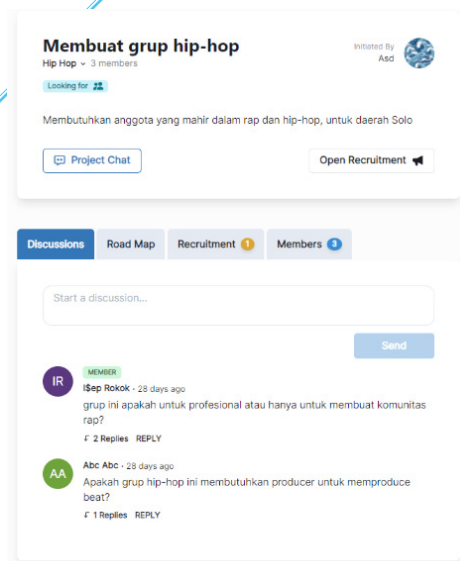 Membuat grup hip-hop
Hip Hop 3 members
Initiated By
Asd
Looking for
Membutuhkan anggota yang mahir dalam rap dan hip-hop, untuk daerah Solo
Project Chat
Open Recruitment
Discussions Road Map Recruitment 1 Members 3
Start a discussion...
Send
IR
MEMBER
I$ep Rokok • 28 days ago
grup ini apakah untuk profesional atau hanya untuk membuat komunitas
rap?
2 Replies REPLY
AA
Abc Abc • 28 days ago
Apakah grup hip-hop ini membutuhkan producer untuk memproduce
beat?
1 Replies REPLY